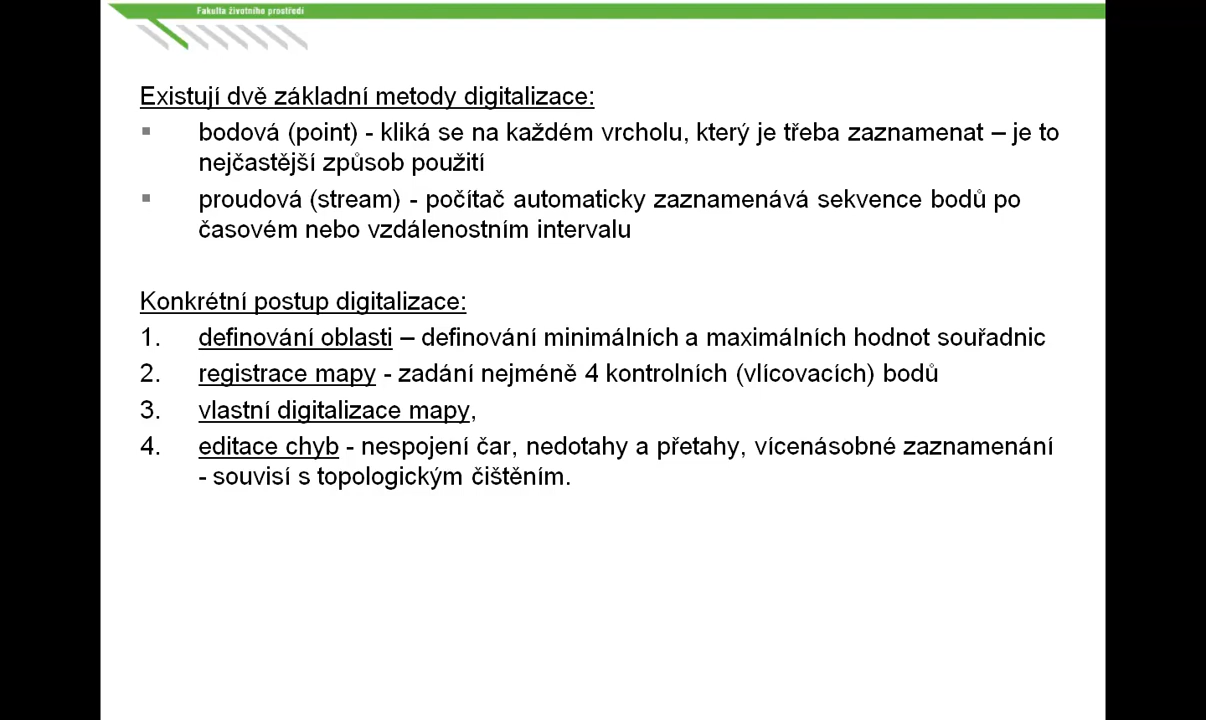 Fakulta životního prostředí
Existují dvě základní metody digitalizace:
▪ bodová (point) - kliká se na každém vrcholu, který je třeba zaznamenat – je to
nejčastější způsob použití
▪ proudová (stream) - počítač automaticky zaznamenává sekvence bodů po
časovém nebo vzdálenostním intervalu
Konkrétní postup digitalizace:
1. definování oblasti – definování minimálních a maximálních hodnot souřadnic
2. registrace mapy - zadání nejméně 4 kontrolních (vlícovacích) bodů
3. vlastní digitalizace mapy,
4. editace chyb - nespojení čar, nedotahy a přetahy, vícenásobné zaznamenání
- souvisí s topologickým čištěním.